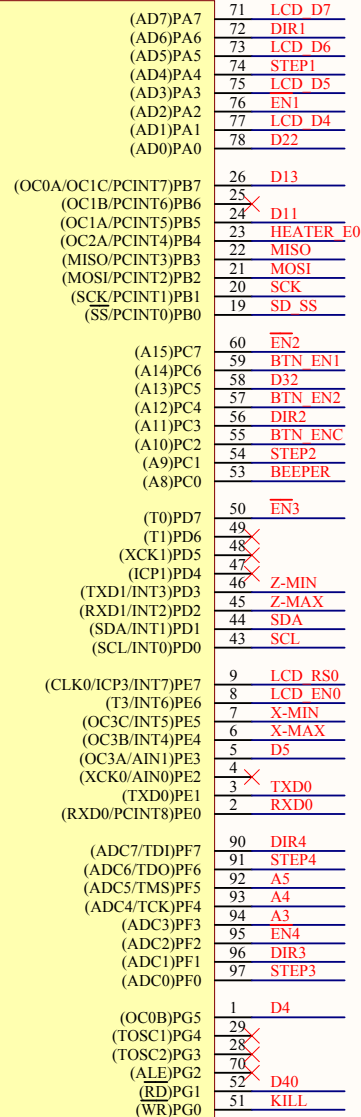 (AD7)PA7 71 LCD_D7
(AD6)PA6 72 DIR1
(AD5)PA5 73 LCD_D6
(AD4)PA4 74 STEP1
(AD3)PA3 75 LCD_D5
(AD2)PA2 76 EN1
(AD1)PA1 77 LCD_D4
(AD0)PA0 78 D22
(OC0A/OC1C/PCINT7)PB7 26 D13
(OC1B/PCINT6)PB6 25
(OC1A/PCINT5)PB5 24 D11
(OC2A/PCINT4)PB4 23 HEATER_E0
(MISO/PCINT3)PB3 22 MISO
(MOSI/PCINT2)PB2 21 MOSI
(SCK/PCINT1)PB1 20 SCK
(SS/PCINT0)PB0 19 SD_SS
(A15)PC7 60 EN2
(A14)PC6 59 BTN_EN1
(A13)PC5 58 D32
(A12)PC4 57 BTN_EN2
(A11)PC3 56 DIR2
(A10)PC2 55 BTN_ENC
(A9)PC1 54 STEP2
(A8)PC0 53 BEEPER
(T0)PD7 50 EN3
(T1)PD6 49
(XCK1)PD5 48
(ICP1)PD4 47
(TXD1/INT3)PD3 46 Z-MIN
(RXD1/INT2)PD2 45 Z-MAX
(SDA/INT1)PD1 44 SDA
(SCL/INT0)PD0 43 SCL
(CLK0/ICP3/INT7)PE7 9 LCD_RS0
(T3/INT6)PE6 8 LCD_EN0
(OC3C/INT5)PE5 7 X-MIN
(OC3B/INT4)PE4 6 X-MAX
(OC3A/AIN1)PE3 5 D5
(XCK0/AIN0)PE2 4
(TXD0)PE1 3 TXD0
(RXD0/PCINT8)PE0 2 RXD0
(ADC7/TDI)PF7 90 DIR4
(ADC6/TDO)PF6 91 STEP4
(ADC5/TMS)PF5 92 A5
(ADC4/TCK)PF4 93 A4
(ADC3)PF3 94 A3
(ADC2)PF2 95 EN4
(ADC1)PF1 96 DIR3
(ADC0)PF0 97 STEP3
(OC0B)PG5 1 D4
(TOSC1)PG4 29
(TOSC2)PG3 28
(ALE)PG2 70
(RD)PG1 52 D40
(WR)PG0 51 KILL